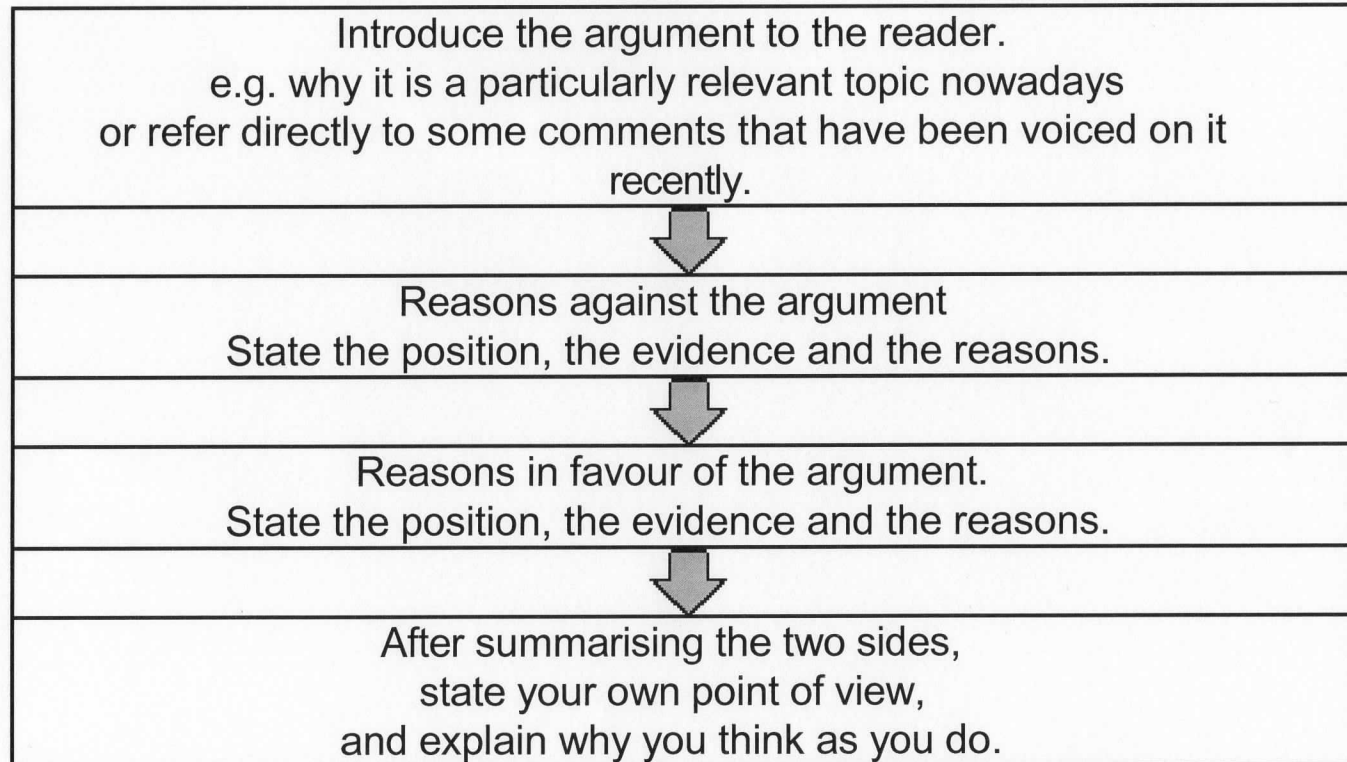 Introduce the argument to the reader.
e.g. why it is a particularly relevant topic nowadays
or refer directly to some comments that have been voiced on it
recently.
Reasons against the argument
State the position, the evidence and the reasons.
Reasons in favour of the argument.
State the position, the evidence and the reasons.
After summarising the two sides,
state your own point of view,
and explain why you think as you do.